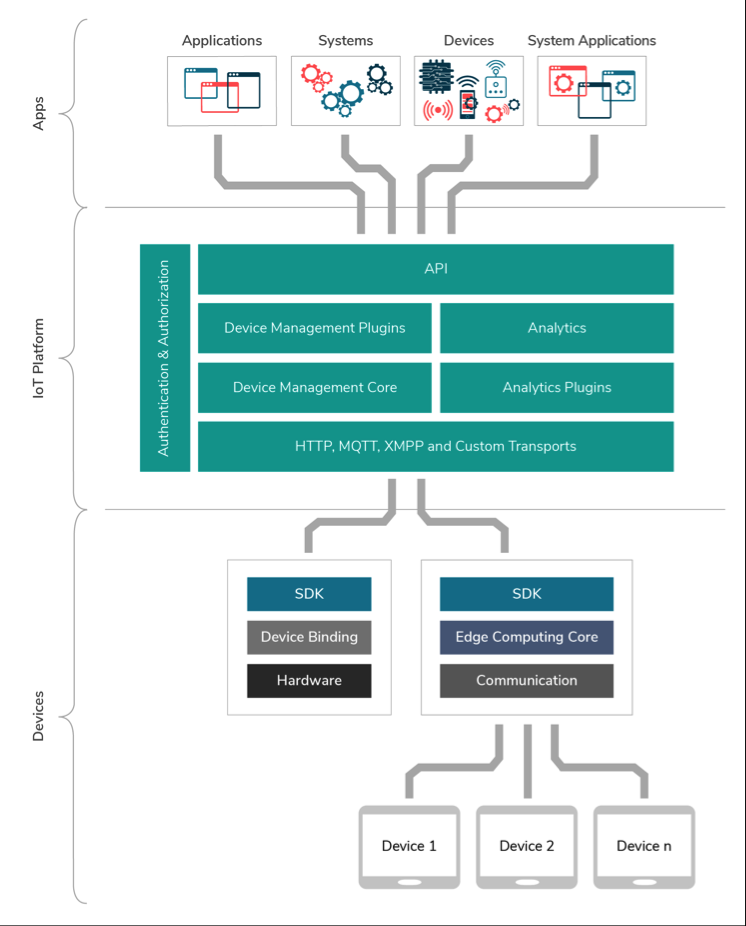 Applications
Systems
Devices
System Applications
Apps
IoT Platform
Authentication & Authorization
API
Device Management Plugins
Analytics
Device Management Core
Analytics Plugins
HTTP, MQTT, XMPP and Custom Transports
Devices
SDK
Device Binding
Hardware
SDK
Edge Computing Core
Communication
Device 1
Device 2
Device n